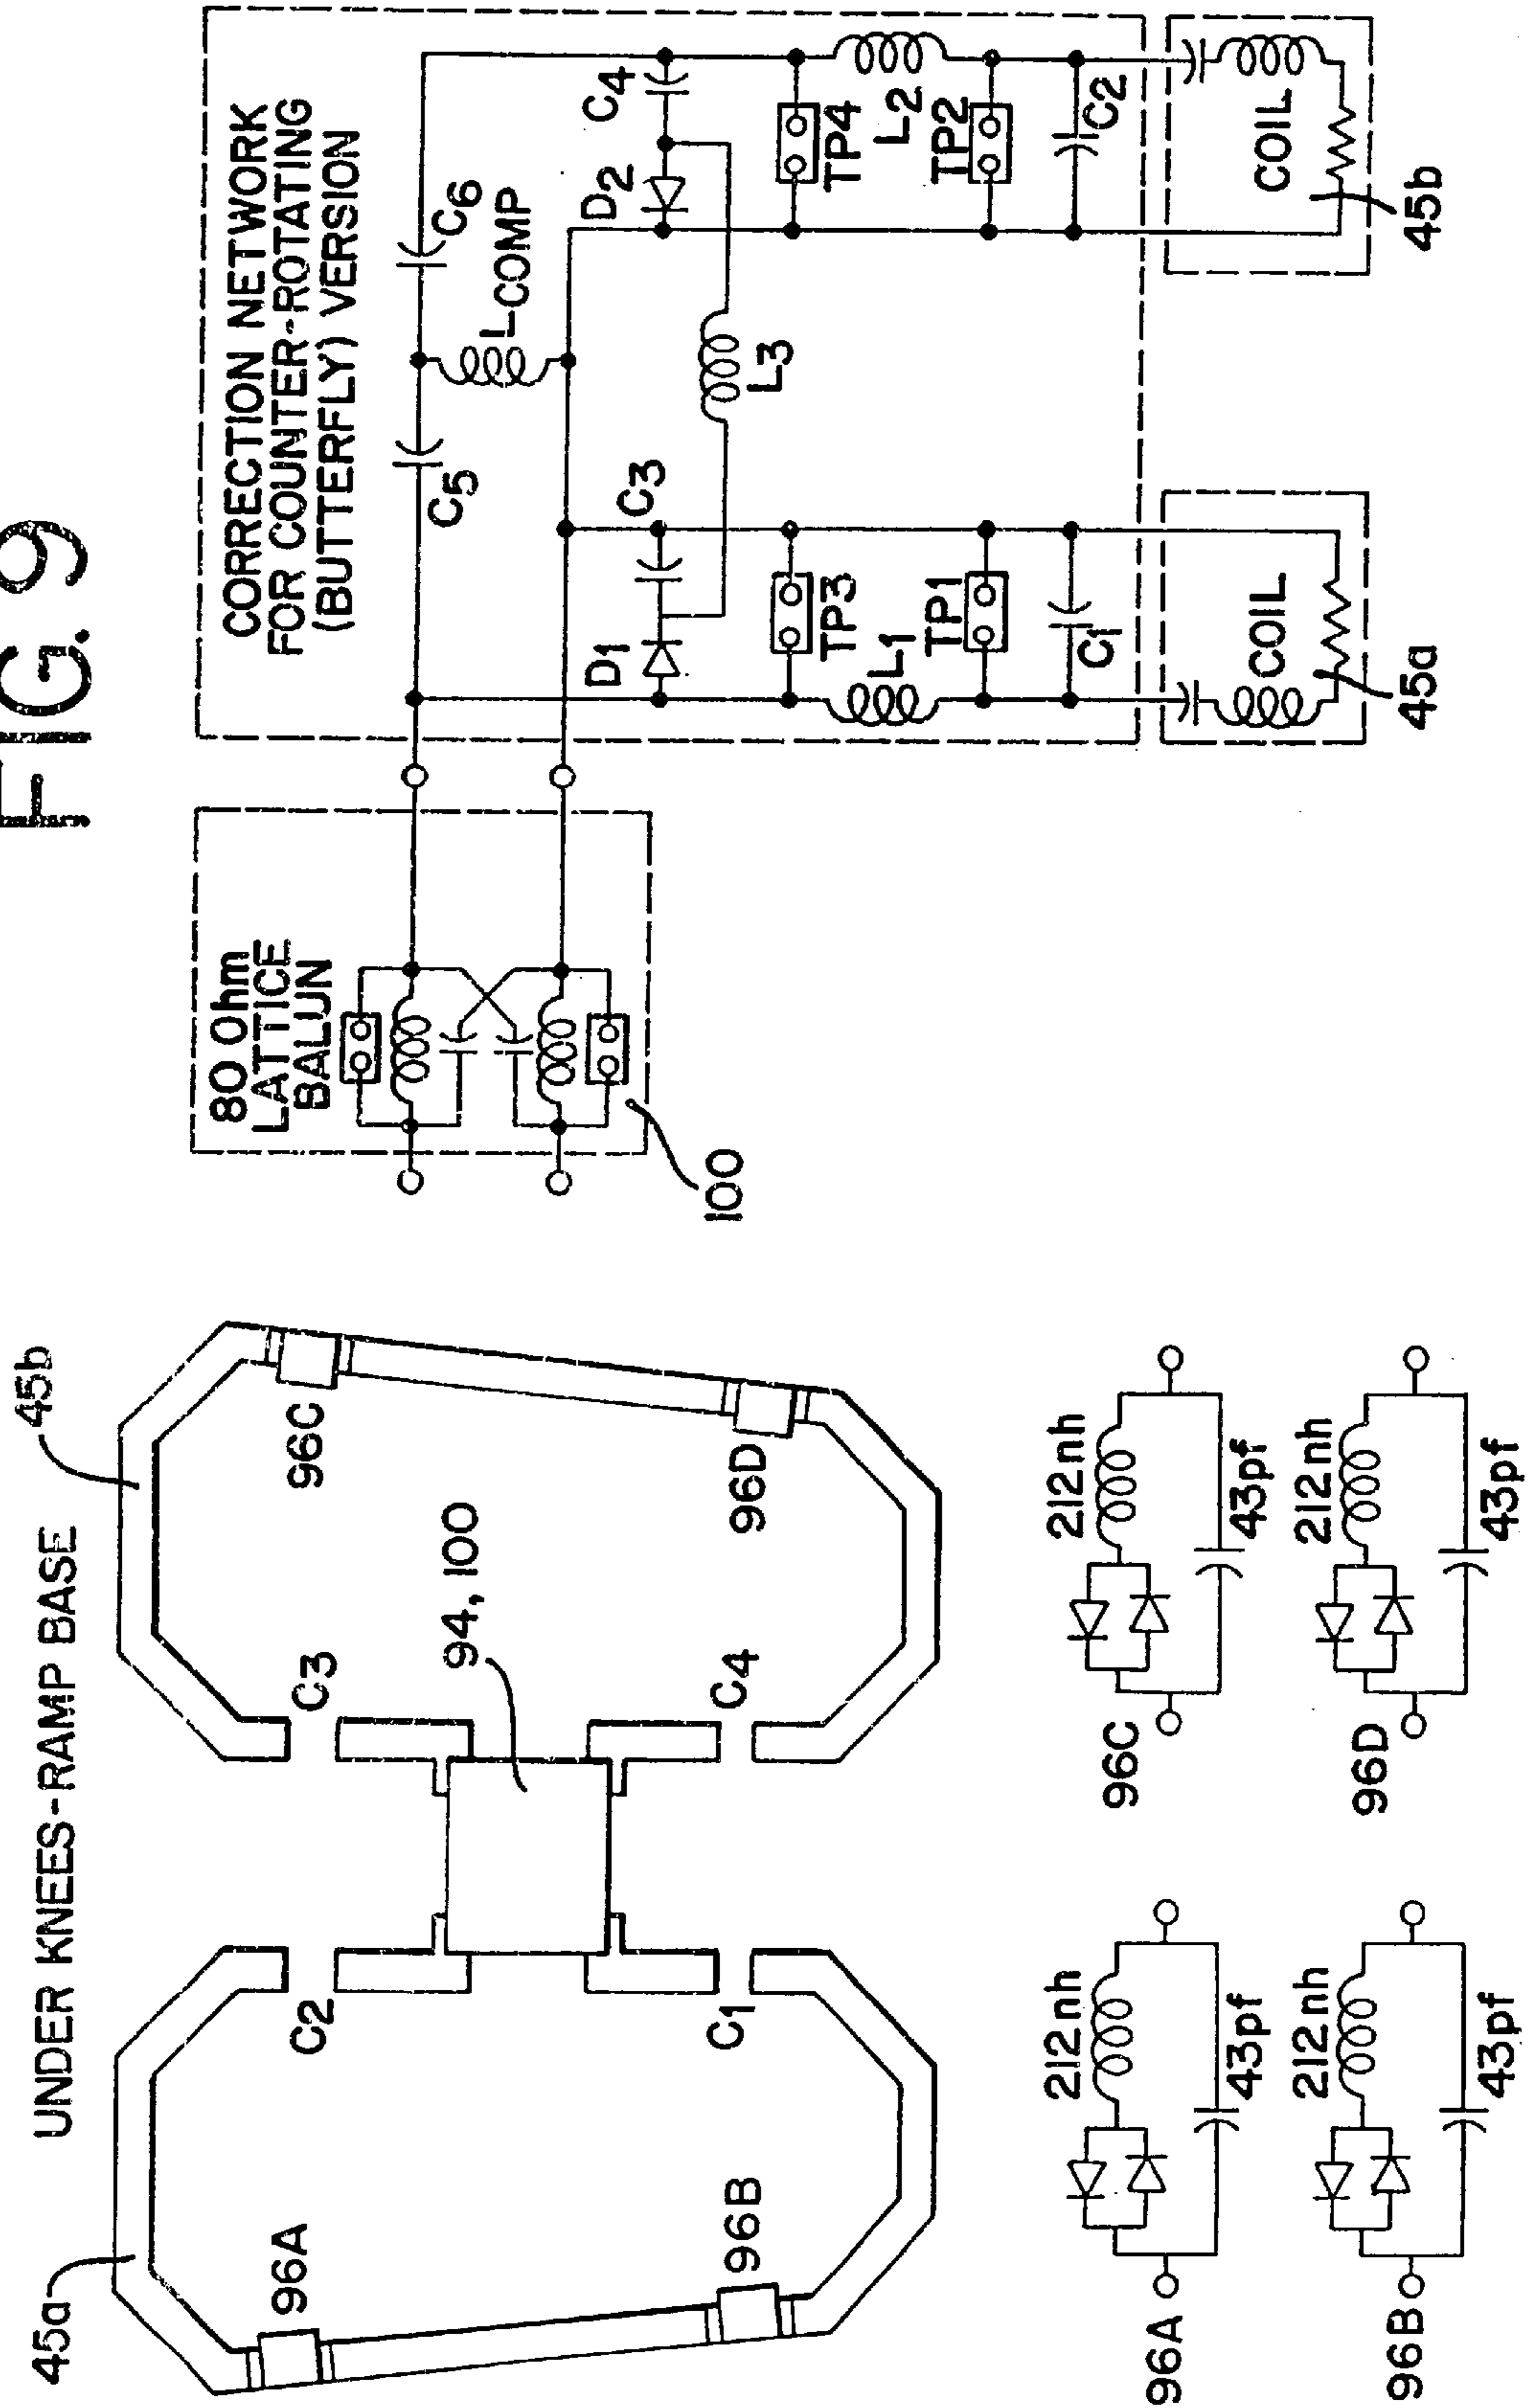 FIG. 9
UNDER KNEES-RAMP BASE
45a
45b
96A
96B
C2
C1
94, 100
C3
C4
96C
96D
96A
212nh
43pf
96B
212nh
43pf
96C
212nh
43pf
96D
212nh
43pf
80 Ohm
LATTICE
BALUN
100
CORRECTION NETWORK
FOR COUNTER-ROTATING
(BUTTERFLY) VERSION
C5
C6
LCOMP
D1
C3
L3
D2
C4
TP3
L1
TP1
C1
TP4
L2
TP2
C2
COIL
45a
COIL
45b